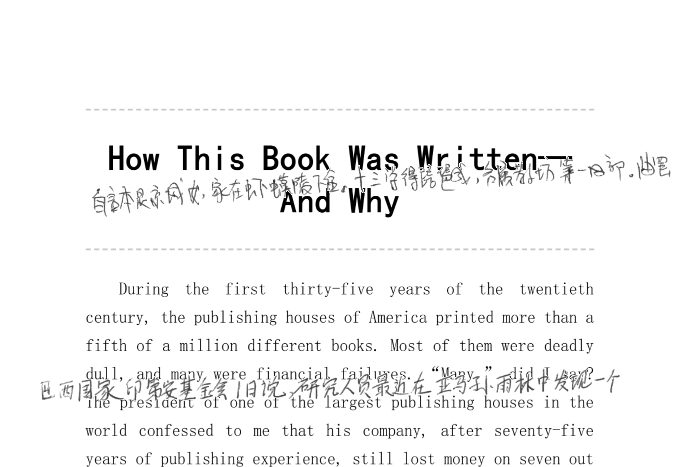 How This Book Was Written—
自言本是京城女，家在虾蟆陵下住。十三学得琵琶成，名属教坊第一部。曲罢
And Why
During the first thirty-five years of the twentieth
century, the publishing houses of America printed more than a
fifth of a million different books. Most of them were deadly
dull, and many were financial failures. “Many,” did I say?
巴西国家印第安基金会1日说，研究人员最近在亚马孙雨林中发现一个
The president of one of the largest publishing houses in the
world confessed to me that his company, after seventy-five
years of publishing experience, still lost money on seven out